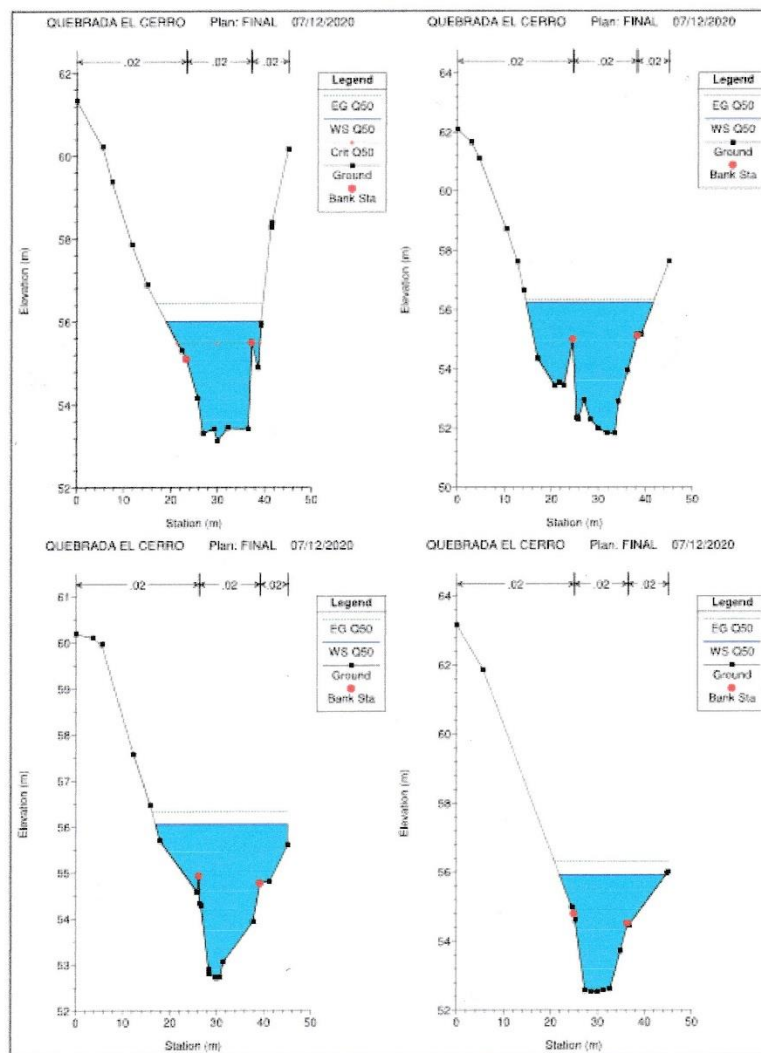 QUEBRADA EL CERRO Plan: FINAL 07/12/2020
.02 .02 .02
Legend
EG Q50
WS Q50
Crit Q50
Ground
Bank Sta
62
60
58
56
54
52
Elevation (m)
0 10 20 30 40 50
Station (m)
QUEBRADA EL CERRO Plan: FINAL 07/12/2020
.02 .02 .02
Legend
EG Q50
WS Q50
Ground
Bank Sta
64
62
60
58
56
54
52
50
Elevation (m)
0 10 20 30 40 50
Station (m)
QUEBRADA EL CERRO Plan: FINAL 07/12/2020
.02 .02 .02
Legend
EG Q50
WS Q50
Ground
Bank Sta
61
60
59
58
57
56
55
54
53
52
Elevation (m)
0 10 20 30 40 50
Station (m)
QUEBRADA EL CERRO Plan: FINAL 07/12/2020
.02 .02 .02
Legend
EG Q50
WS Q50
Ground
Bank Sta
64
62
60
58
56
54
52
Elevation (m)
0 10 20 30 40 50
Station (m)